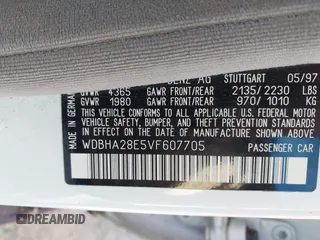 BENZ AG STUTTGART 05/97
GVWR 4365 GAWR FRONT/REAR 2135/2230 LBS
GVWR 1980 GAWR FRONT/REAR 970/1010 KG
THIS VEHICLE CONFORMS TO ALL APPLICABLE U.S. FEDERAL MOTOR
VEHICLE SAFETY, BUMPER, AND THEFT PREVENTION
STANDARDS IN EFFECT ON THE DATE OF
MANUFACTURE SHOWN ABOVE.
WDBHA28E5VF607705 PASSENGER CAR
MADE IN GERMANY
DREAMBID